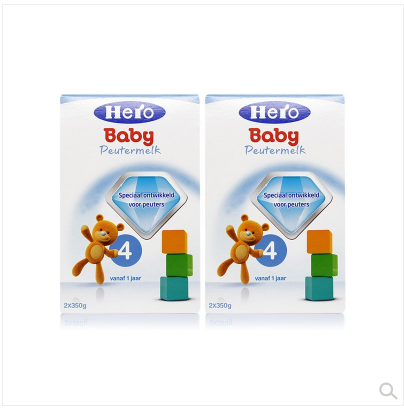 Hero
Baby
Peutermelk
Speciaal ontwikkeld
voor peuters
4
vanaf 1 jaar
2x350g
Hero
Baby
Peutermelk
Speciaal ontwikkeld
voor peuters
4
vanaf 1 jaar
2x350g